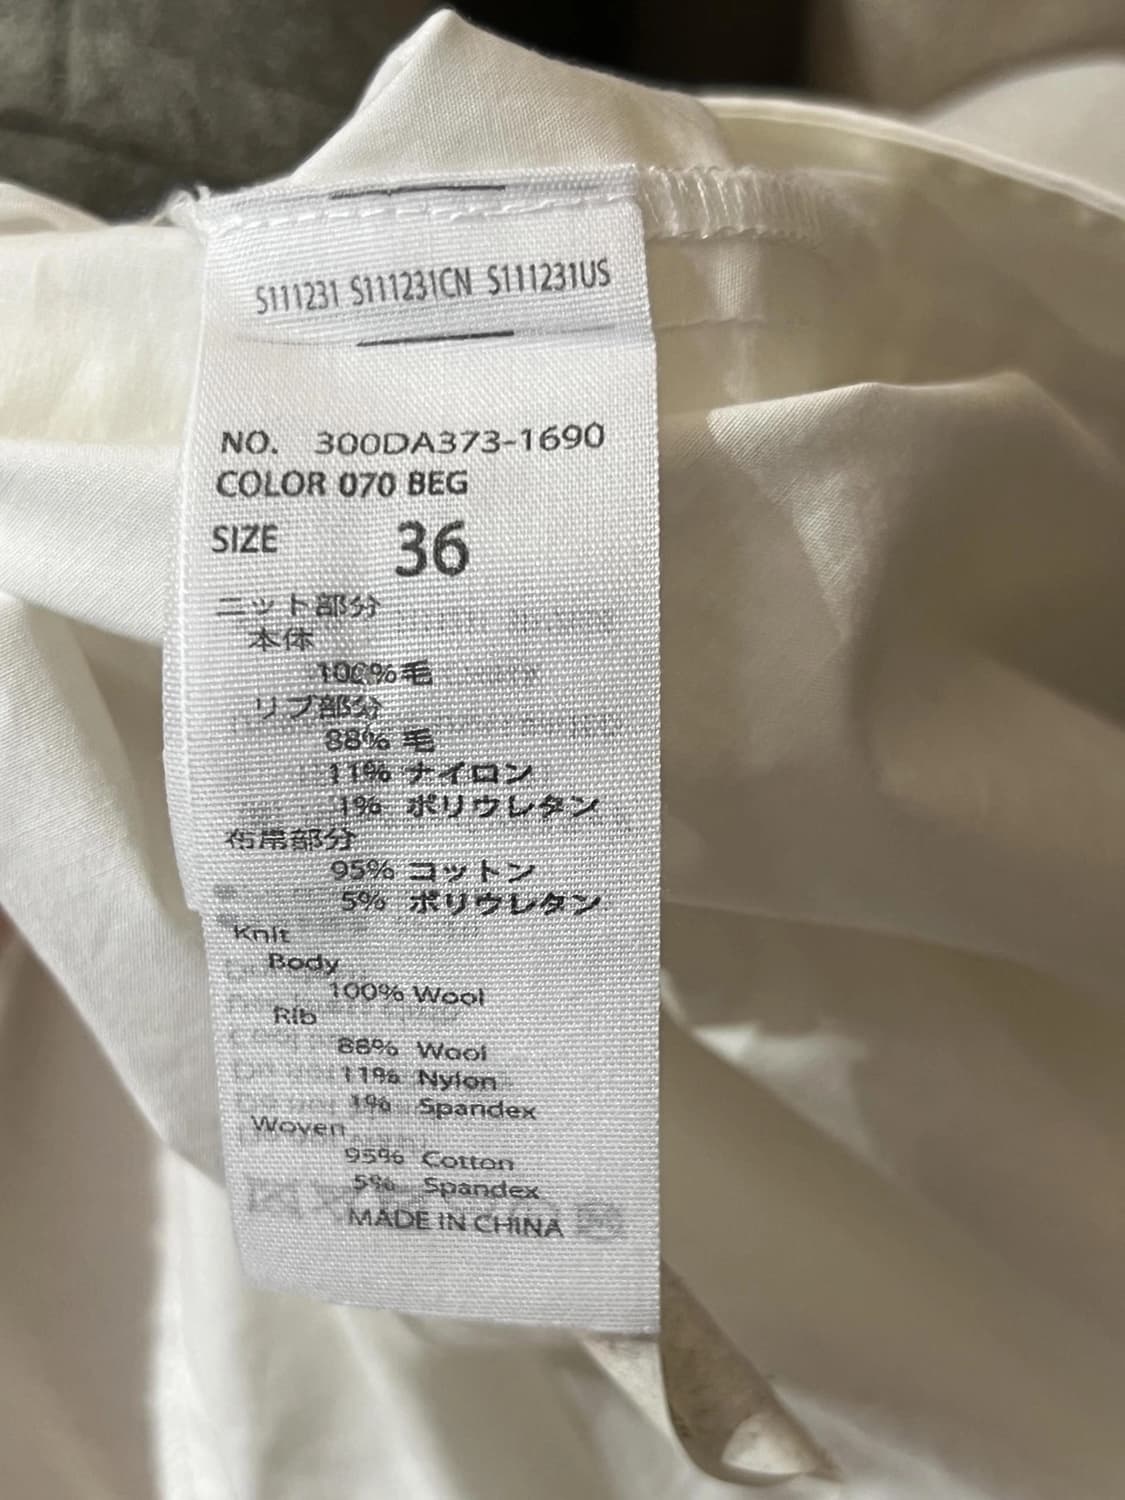 S111231 S111231CN S111231US
NO. 300DA373-1690
COLOR 070 BEG
SIZE 36
ニット部分
本体
100%毛
リブ部分
88% 毛
11% ナイロン
1% ポリウレタン
布帛部分
95% コットン
5% ポリウレタン
Knit
Body
100% Wool
Rib
88% Wool
11% Nylon
1% Spandex
Woven
95% Cotton
5% Spandex
MADE IN CHINA